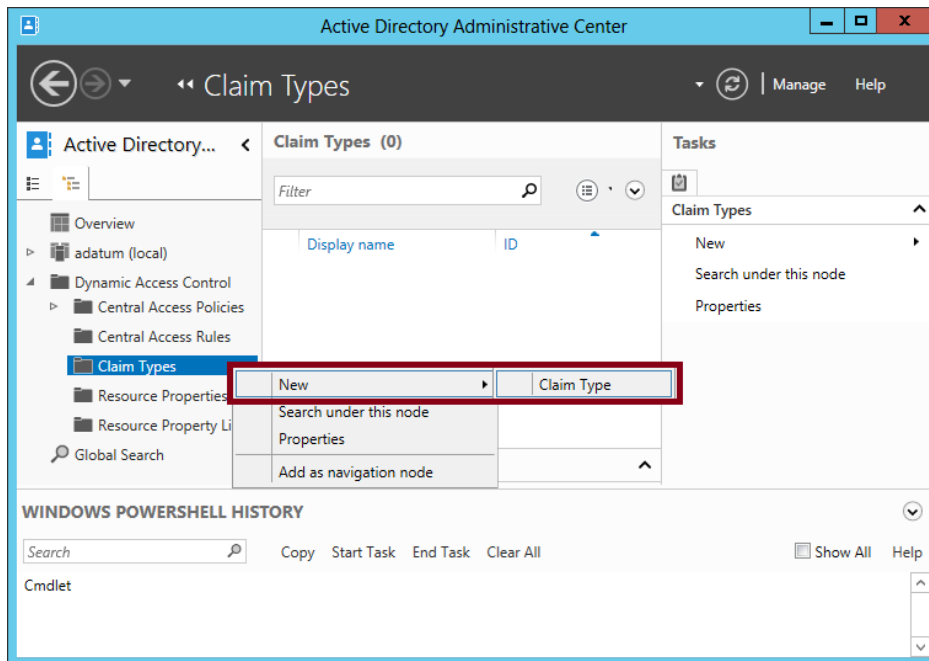 Active Directory Administrative Center
Claim Types
Manage Help
Active Directory...
Claim Types (0)
Tasks
Filter
Claim Types
Overview
Display name ID
New
adatum (local)
Search under this node
Dynamic Access Control
Properties
Central Access Policies
Central Access Rules
Claim Types
New Claim Type
Resource Properties
Search under this node
Resource Property Li
Properties
Global Search
Add as navigation node
WINDOWS POWERSHELL HISTORY
Search Copy Start Task End Task Clear All Show All Help
Cmdlet